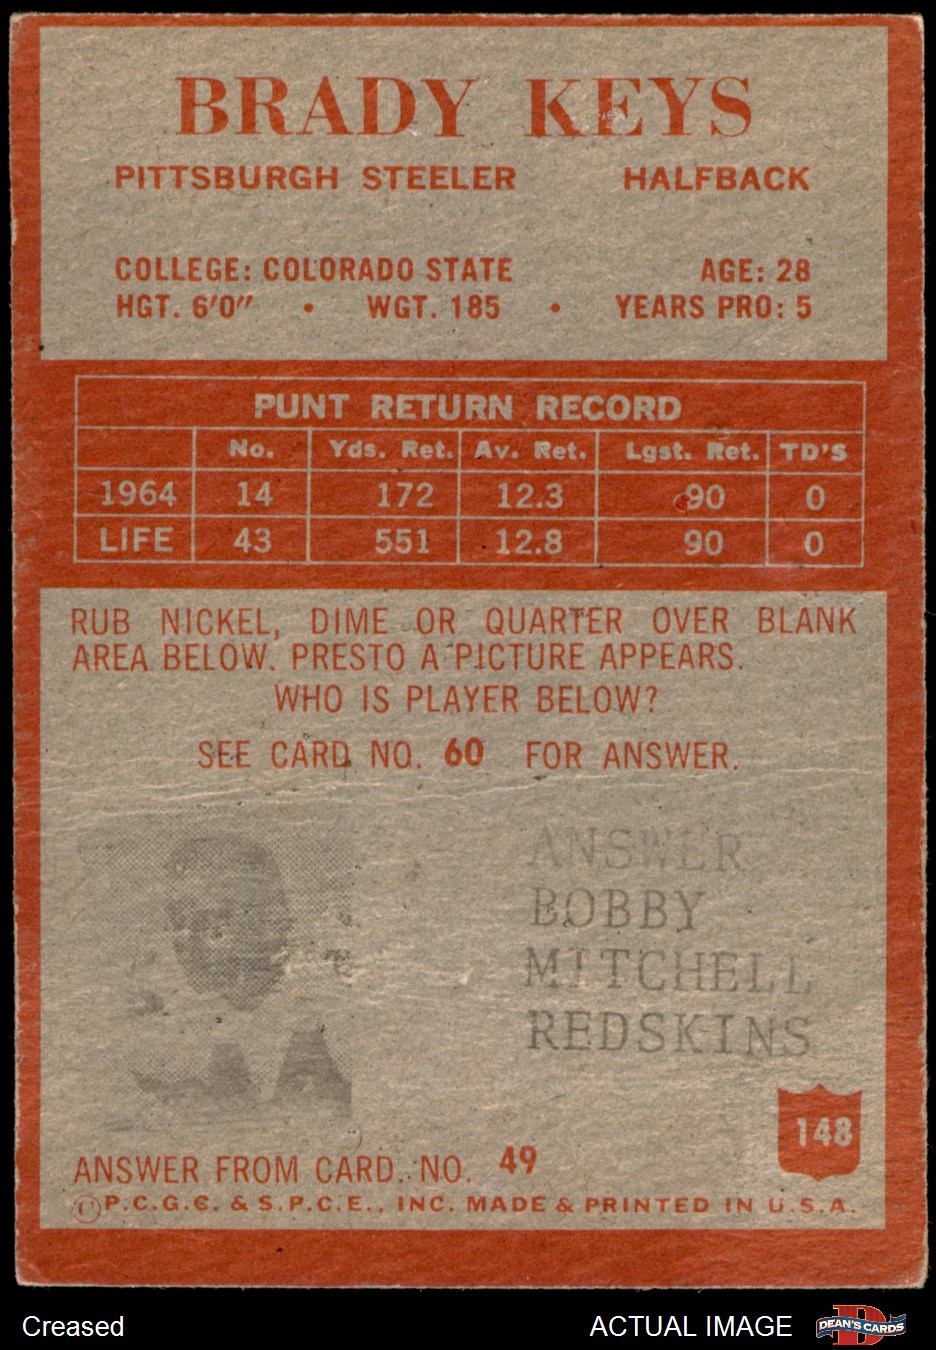 BRADY KEYS
PITTSBURGH STEELER HALFBACK
COLLEGE: COLORADO STATE AGE: 28
HGT. 6'0" • WGT. 185 • YEARS PRO: 5
PUNT RETURN RECORD
No. Yds. Ret. Av. Ret. Lgst. Ret. TD'S
1964 14 172 12.3 90 0
LIFE 43 551 12.8 90 0
RUB NICKEL, DIME OR QUARTER OVER BLANK
AREA BELOW. PRESTO A PICTURE APPEARS.
WHO IS PLAYER BELOW?
SEE CARD NO. 60 FOR ANSWER.
ANSWER
BOBBY
MITCHELL
REDSKINS
148
ANSWER FROM CARD. NO. 49
©P.C.G.C. & S.P.C.E., INC. MADE & PRINTED IN U.S.A.
Creased
ACTUAL IMAGE
DEAN'S CARDS